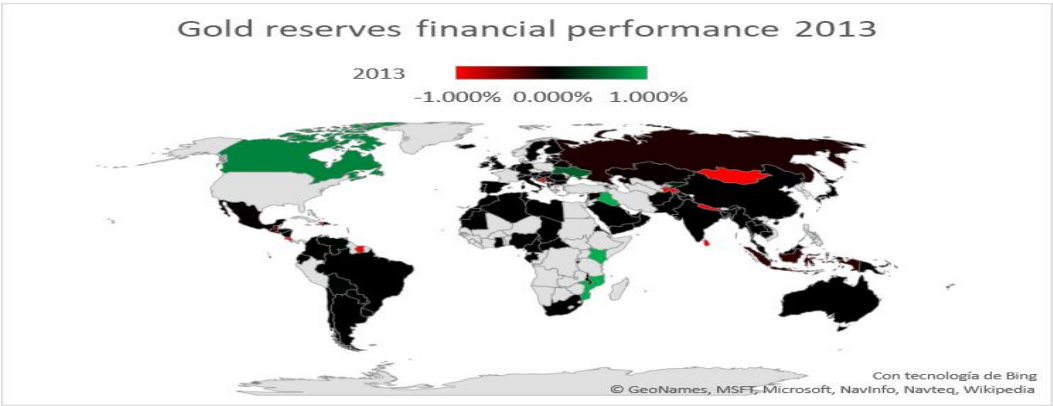 Gold reserves financial performance 2013
2013
-1.000% 0.000% 1.000%
Con tecnología de Bing
© GeoNames, MSFT, Microsoft, NavInfo, Navteq, Wikipedia